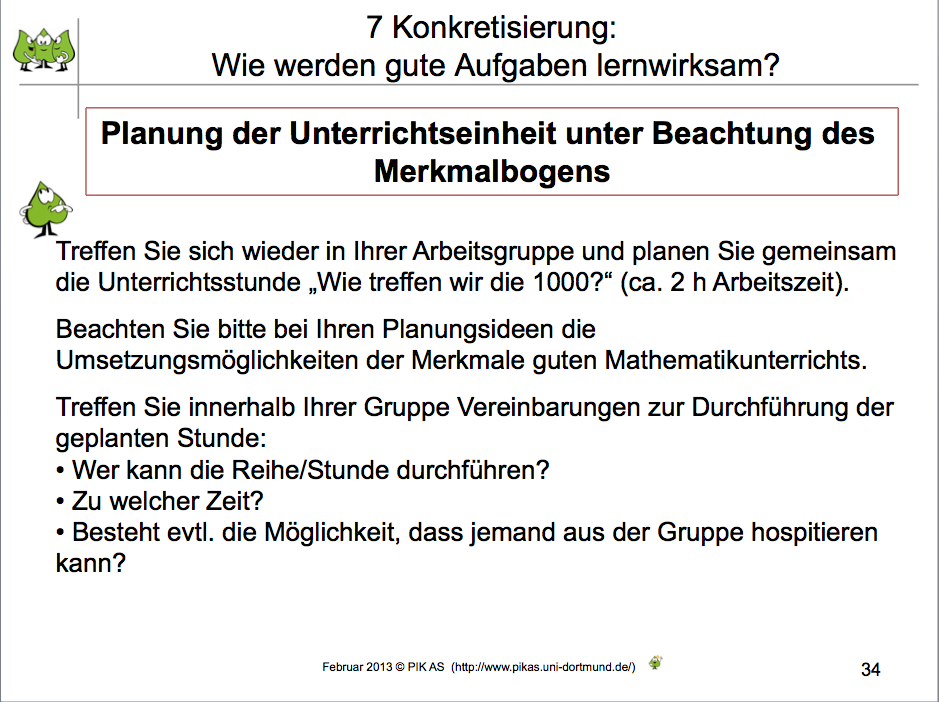 7 Konkretisierung:
Wie werden gute Aufgaben lernwirksam?
Planung der Unterrichtseinheit unter Beachtung des
Merkmalbogens
Treffen Sie sich wieder in Ihrer Arbeitsgruppe und planen Sie gemeinsam
die Unterrichtsstunde „Wie treffen wir die 1000?“ (ca. 2 h Arbeitszeit).
Beachten Sie bitte bei Ihren Planungsideen die
Umsetzungsmöglichkeiten der Merkmale guten Mathematikunterrichts.
Treffen Sie innerhalb Ihrer Gruppe Vereinbarungen zur Durchführung der
geplanten Stunde:
• Wer kann die Reihe/Stunde durchführen?
• Zu welcher Zeit?
• Besteht evtl. die Möglichkeit, dass jemand aus der Gruppe hospitieren
kann?
Februar 2013 © PIK AS (http://www.pikas.uni-dortmund.de/)
34